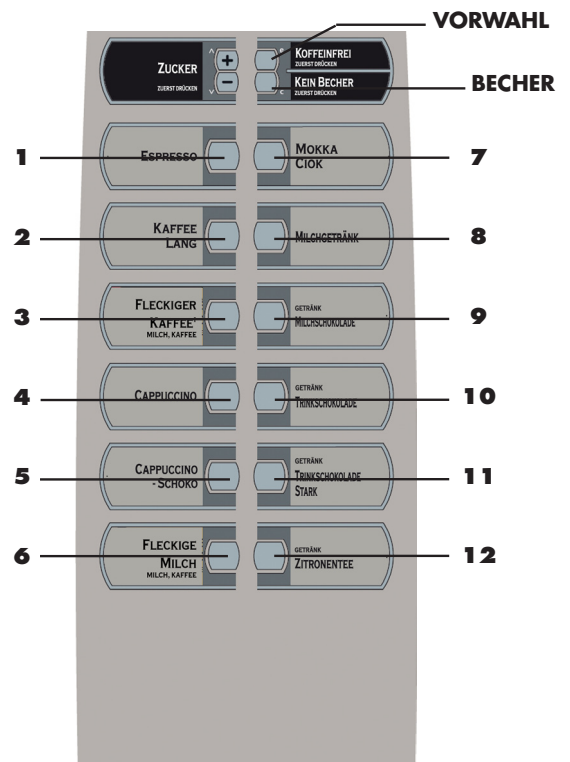 VORWAHL
KOFFEINFREI
ZUERST DRÜCKEN
ZUCKER
ZUERST DRÜCKEN
+
−
KEIN BECHER
ZUERST DRÜCKEN
BECHER
B
C
1
ESPRESSO
MOKKA
CIOK
7
2
KAFFEE
LANG
MILCHGETRÄNK
8
3
FLECKIGER
KAFFEE'
MILCH, KAFFEE
GETRÄNK
MILCHSCHOKOLADE
9
4
CAPPUCCINO
GETRÄNK
TRINKSCHOKOLADE
10
5
CAPPUCCINO
- SCHOKO
GETRÄNK
TRINKSCHOKOLADE
STARK
11
6
FLECKIGE
MILCH
MILCH, KAFFEE
GETRÄNK
ZITRONENTEE
12